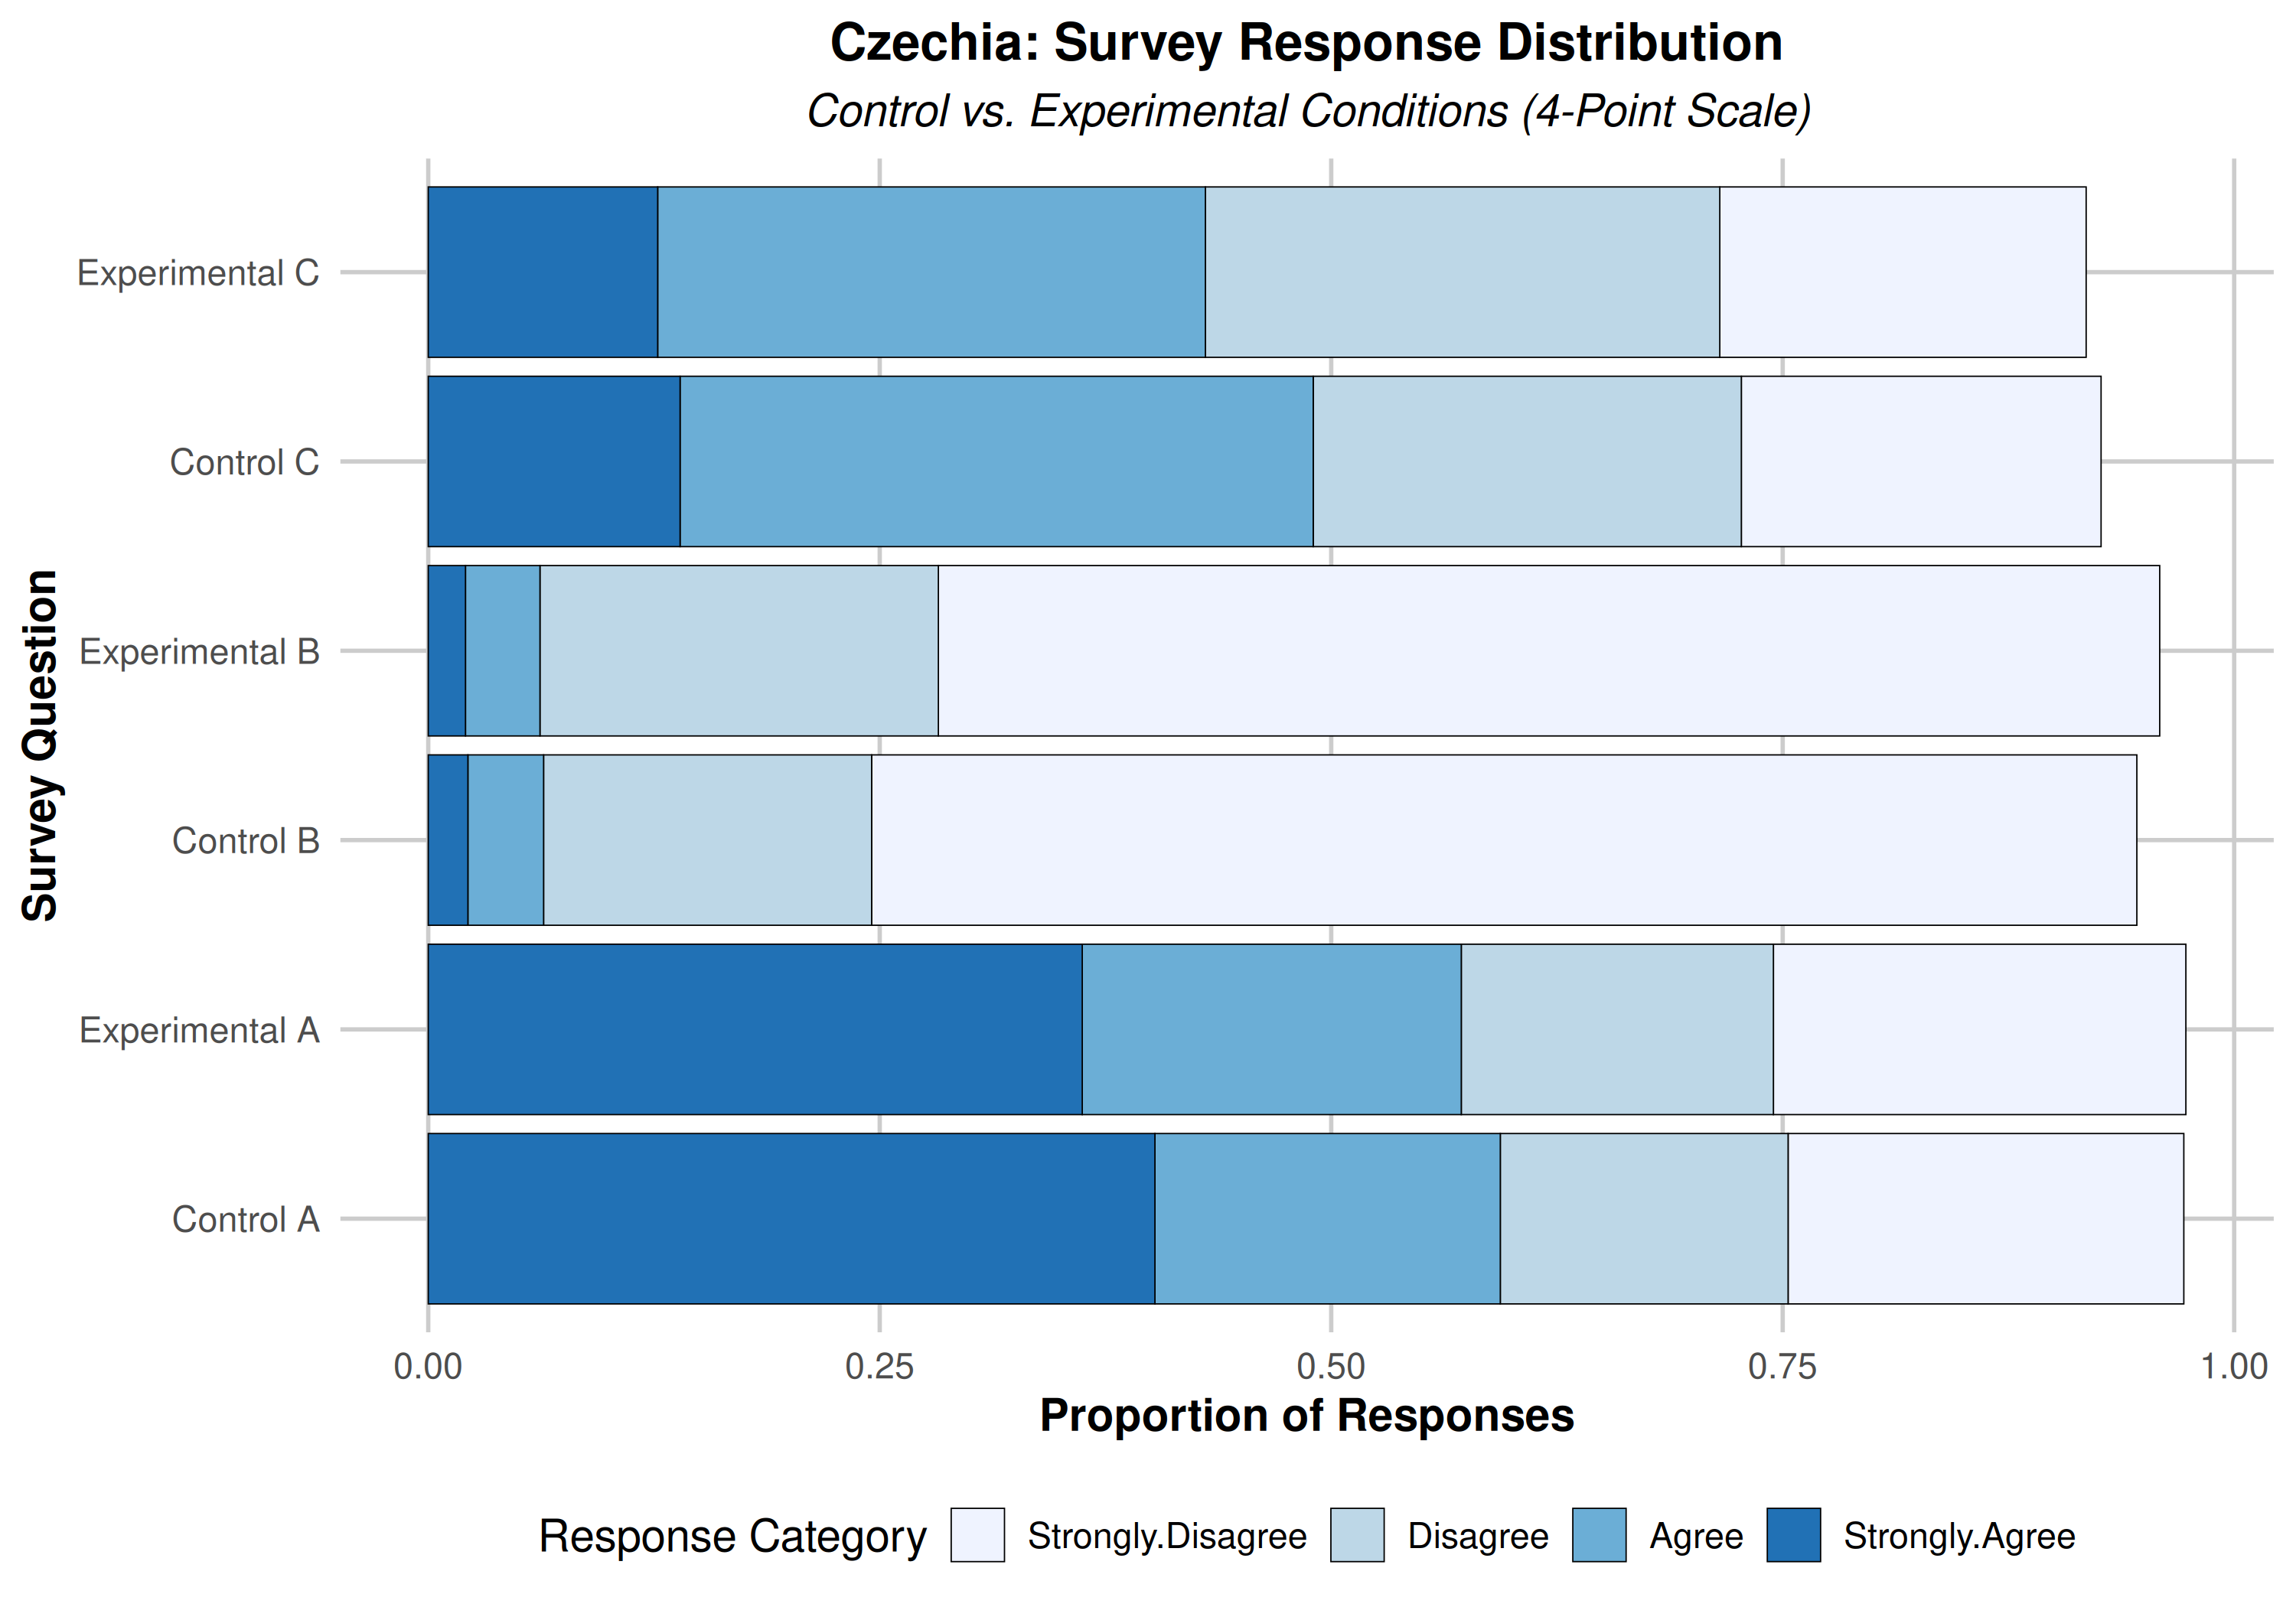 Czechia: Survey Response Distribution
Control vs. Experimental Conditions (4-Point Scale)
Survey Question
Experimental C
Control C
Experimental B
Control B
Experimental A
Control A
0.00 0.25 0.50 0.75 1.00
Proportion of Responses
Response Category Strongly.Disagree Disagree Agree Strongly.Agree